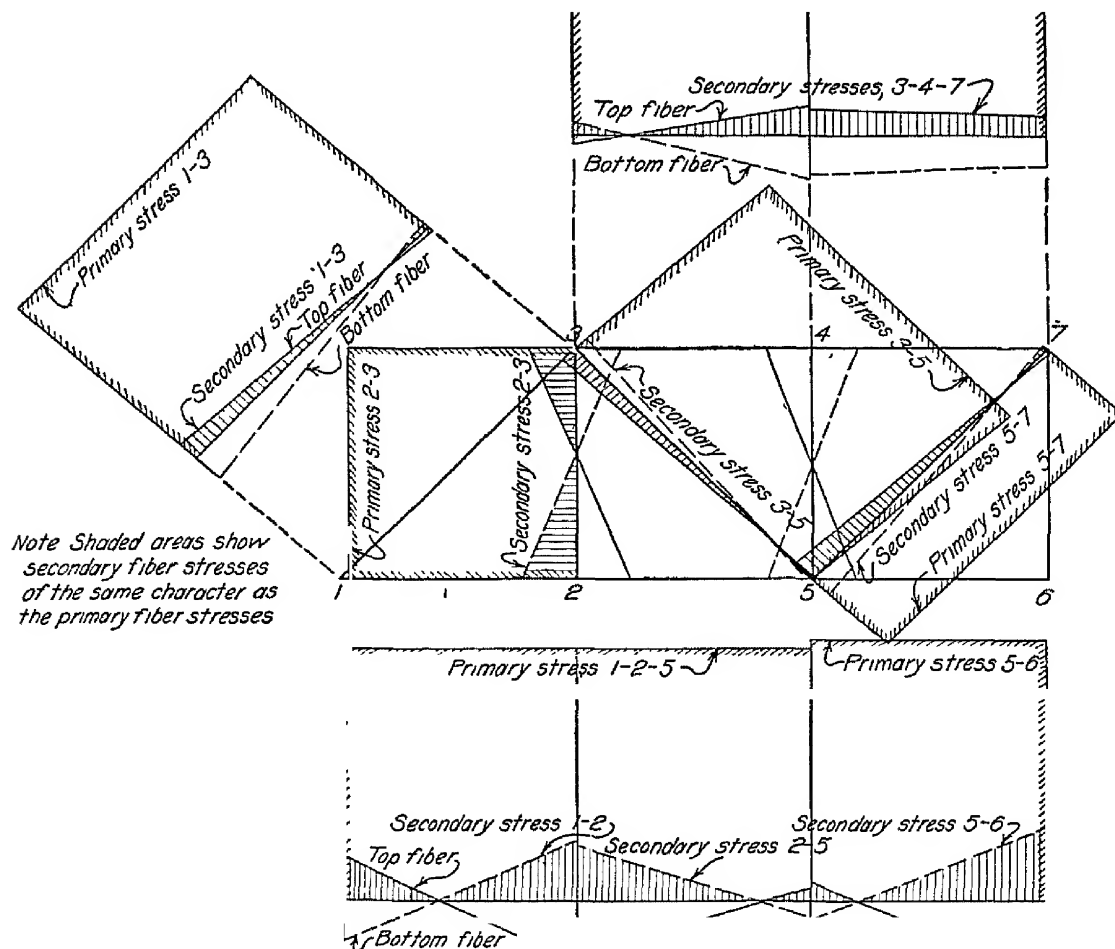 Secondary stresses, 3-4-7
Top fiber
Bottom fiber
Primary stress 1-3
Secondary stress 1-3
Top fiber
Bottom fiber
Primary stress 3-5
3
4
7
Primary stress 2-3
Secondary stress 2-3
Secondary stress 3-5
Secondary stress 5-7
Primary stress 5-7
Note Shaded areas show
secondary fiber stresses
of the same character as
the primary fiber stresses
1
1
2
5
6
Primary stress 1-2-5
Primary stress 5-6
Secondary stress 1-2
Secondary stress 2-5
Secondary stress 5-6
Top fiber
Bottom fiber